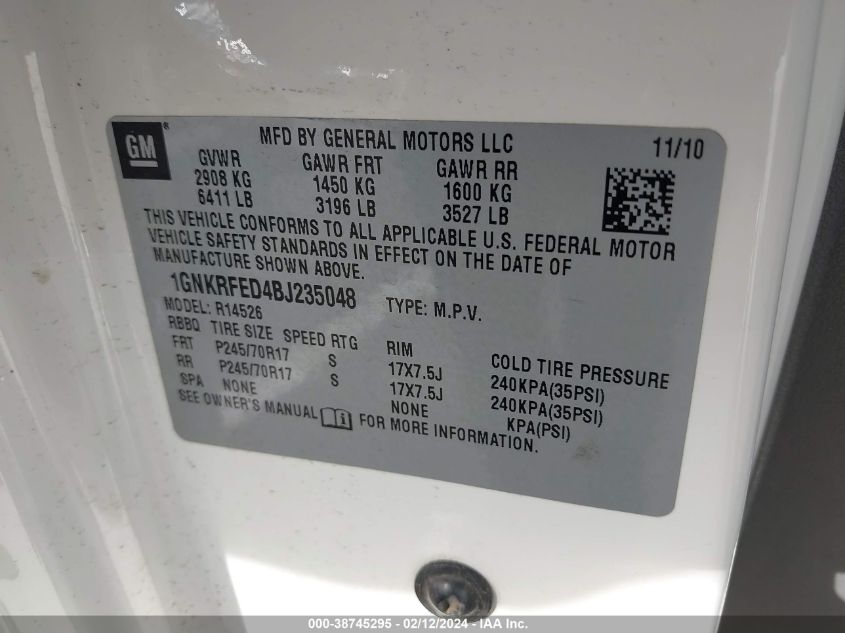 GM®
MFD BY GENERAL MOTORS LLC 11/10
GVWR GAWR FRT GAWR RR
2908 KG 1450 KG 1600 KG
6411 LB 3196 LB 3527 LB
THIS VEHICLE CONFORMS TO ALL APPLICABLE U.S. FEDERAL MOTOR
VEHICLE SAFETY STANDARDS IN EFFECT ON THE DATE OF
MANUFACTURE SHOWN ABOVE.
1GNKRFED4BJ235048 TYPE: M.P.V.
MODEL: R14526
RBBQ TIRE SIZE SPEED RTG RIM COLD TIRE PRESSURE
FRT P245/70R17 S 17X7.5J 240KPA(35PSI)
RR P245/70R17 S 17X7.5J 240KPA(35PSI)
SPA NONE NONE KPA(PSI)
SEE OWNER'S MANUAL FOR MORE INFORMATION.
000-38745295 - 02/12/2024 - IAA Inc.